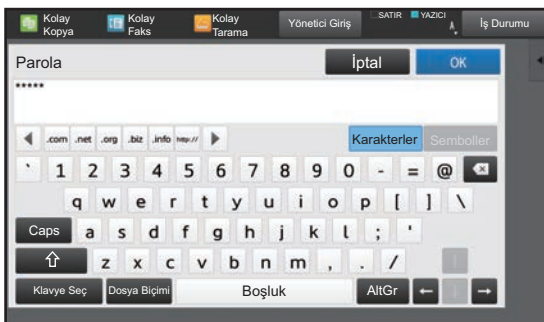 Kolay Kopya
Kolay Faks
Kolay Tarama
Yönetici Giriş
SATIR
YAZICI
İş Durumu
Parola
İptal
OK
*****
.com .net .org .biz .info http://
Karakterler
Semboller
` 1 2 3 4 5 6 7 8 9 0 - = @
q w e r t y u i o p [ ] \
Caps a s d f g h j k l ; '
z x c v b n m , . /
Klavye Seç
Dosya Biçimi
Boşluk
AltGr